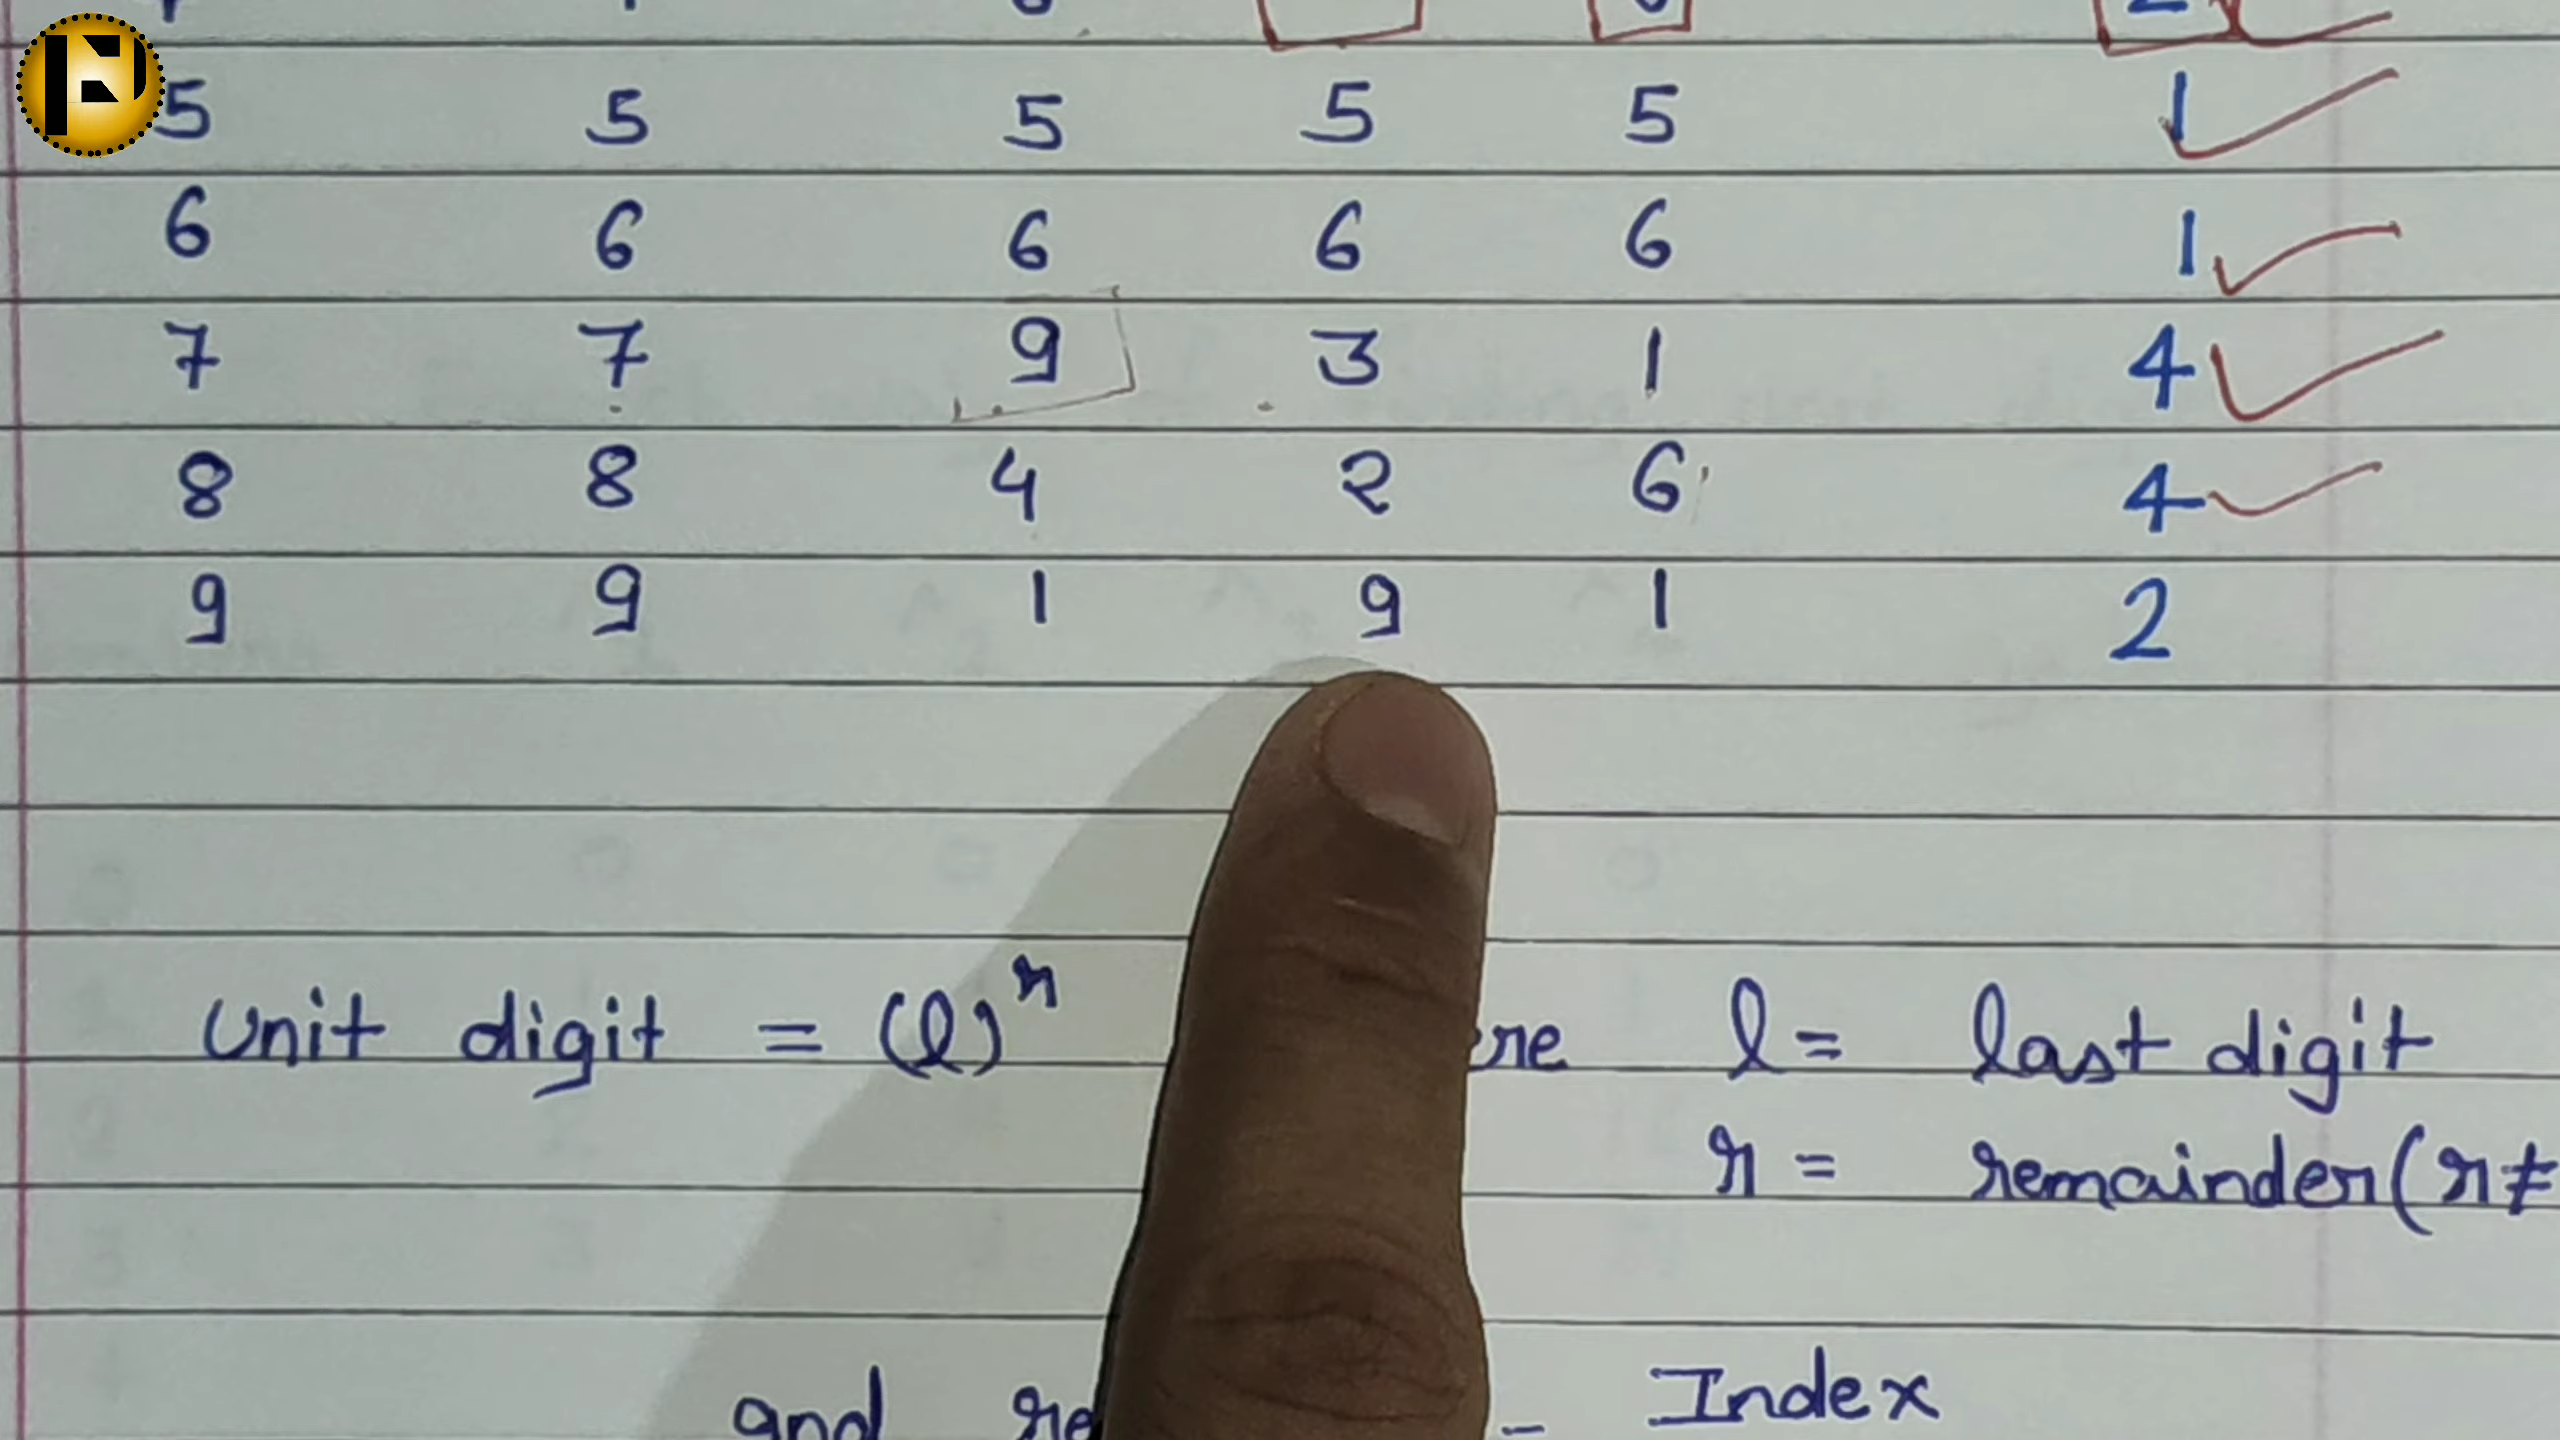 5 5 5 5 5 1
6 6 6 6 6 1
7 7 9 3 1 4
8 8 4 2 6 4
9 9 1 9 1 2
Unit digit = (l)^r l = last digit
r = remainder (r ≠
and Index